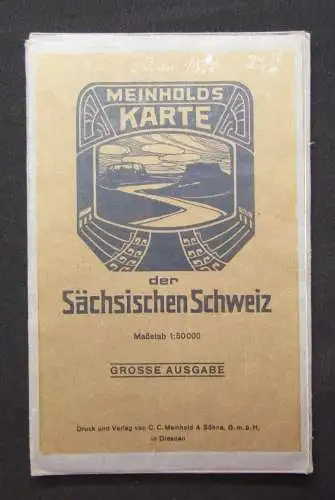 MEINHOLDS
KARTE
der
Sächsischen Schweiz
Maßstab 1:50000
GROSSE AUSGABE
Druck und Verlag von C. C. Meinhold & Söhne, G. m. b. H.
in Dresden